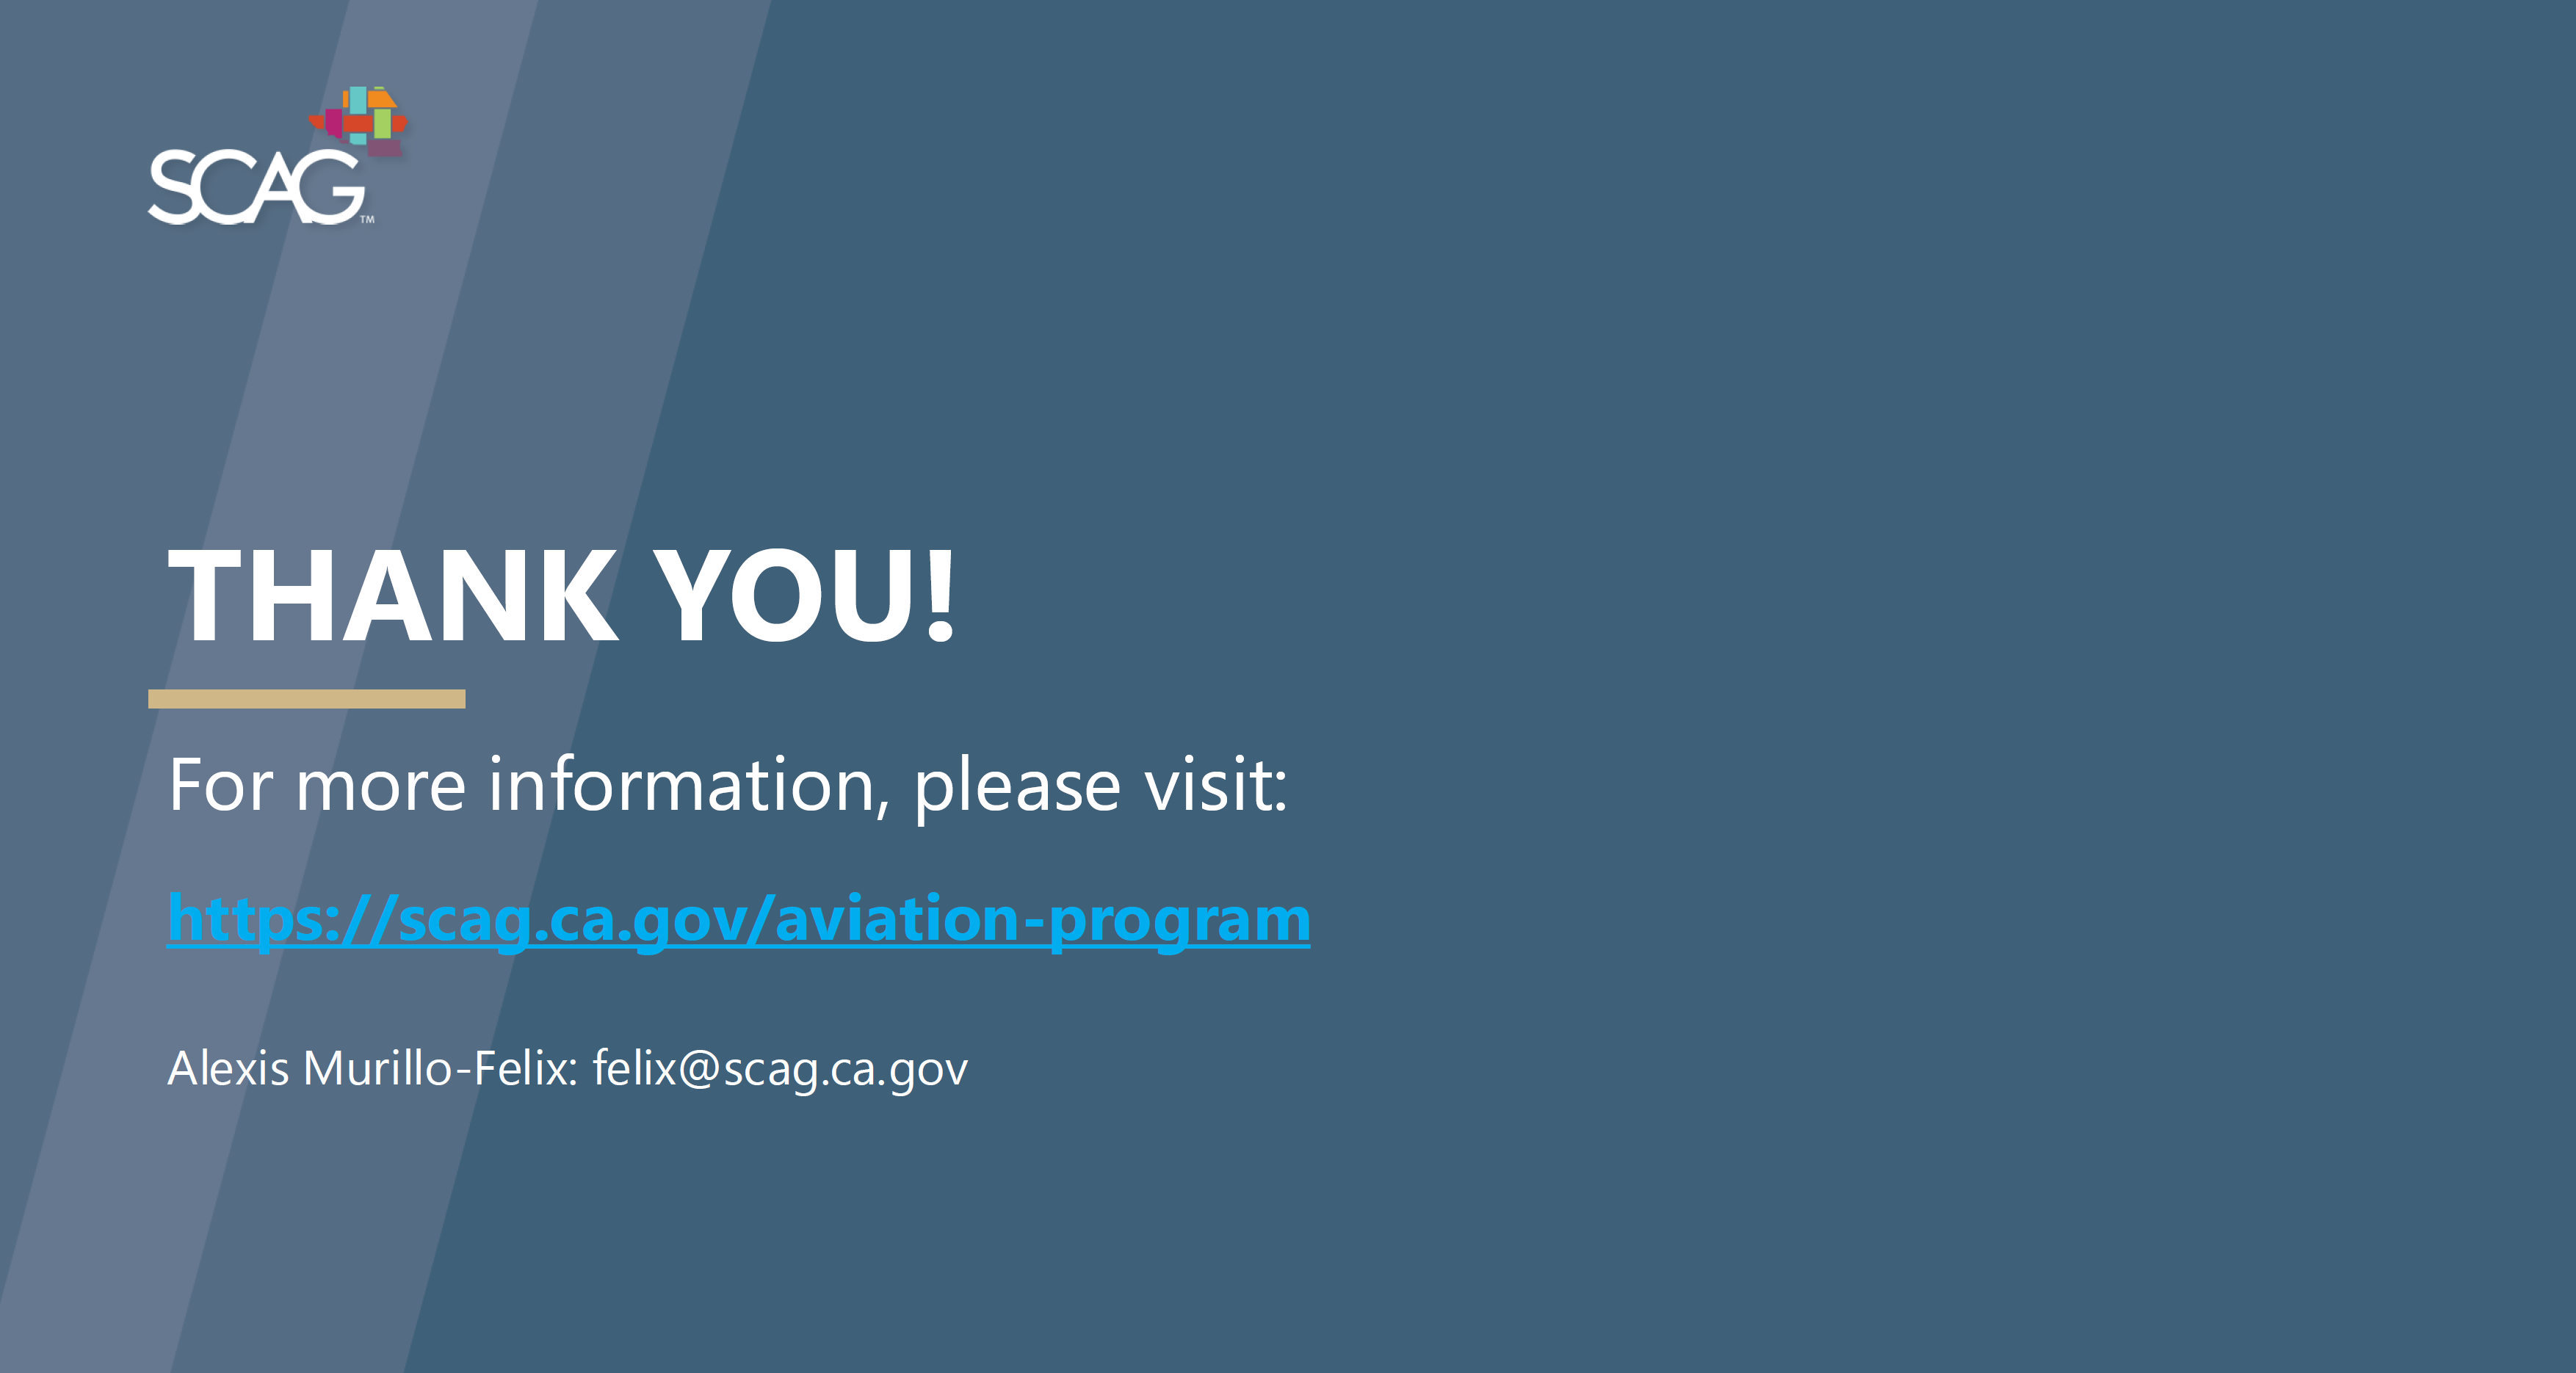 SCAG™
THANK YOU!
For more information, please visit:
https://scag.ca.gov/aviation-program
Alexis Murillo-Felix: felix@scag.ca.gov